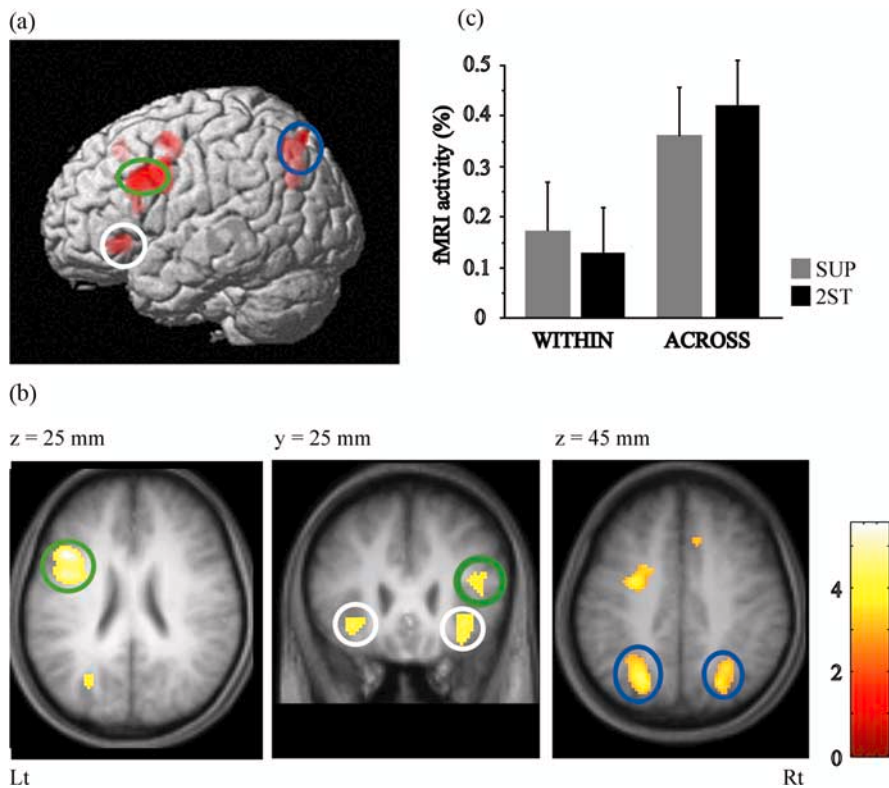 (a)
(c)
fMRI activity (%)
0.5
0.4
0.3
0.2
0.1
0
WITHIN
ACROSS
SUP
2ST
(b)
z = 25 mm
y = 25 mm
z = 45 mm
4
2
0
Lt
Rt